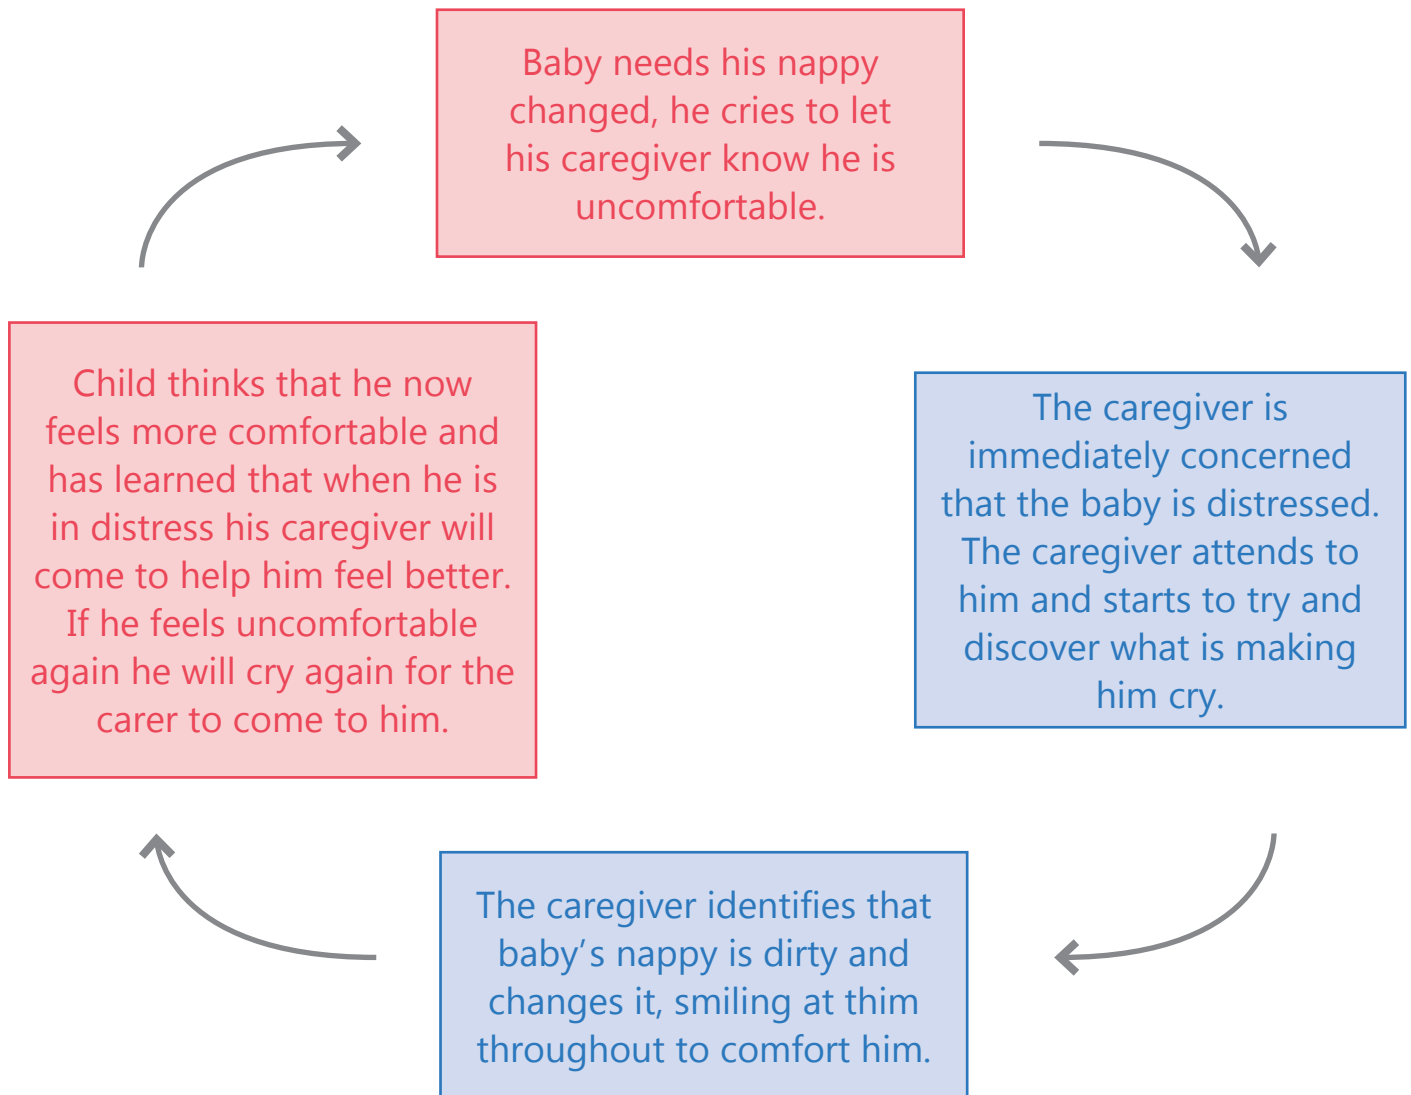 Baby needs his nappy
changed, he cries to let
his caregiver know he is
uncomfortable.
The caregiver is
immediately concerned
that the baby is distressed.
The caregiver attends to
him and starts to try and
discover what is making
him cry.
The caregiver identifies that
baby’s nappy is dirty and
changes it, smiling at thim
throughout to comfort him.
Child thinks that he now
feels more comfortable and
has learned that when he is
in distress his caregiver will
come to help him feel better.
If he feels uncomfortable
again he will cry again for the
carer to come to him.